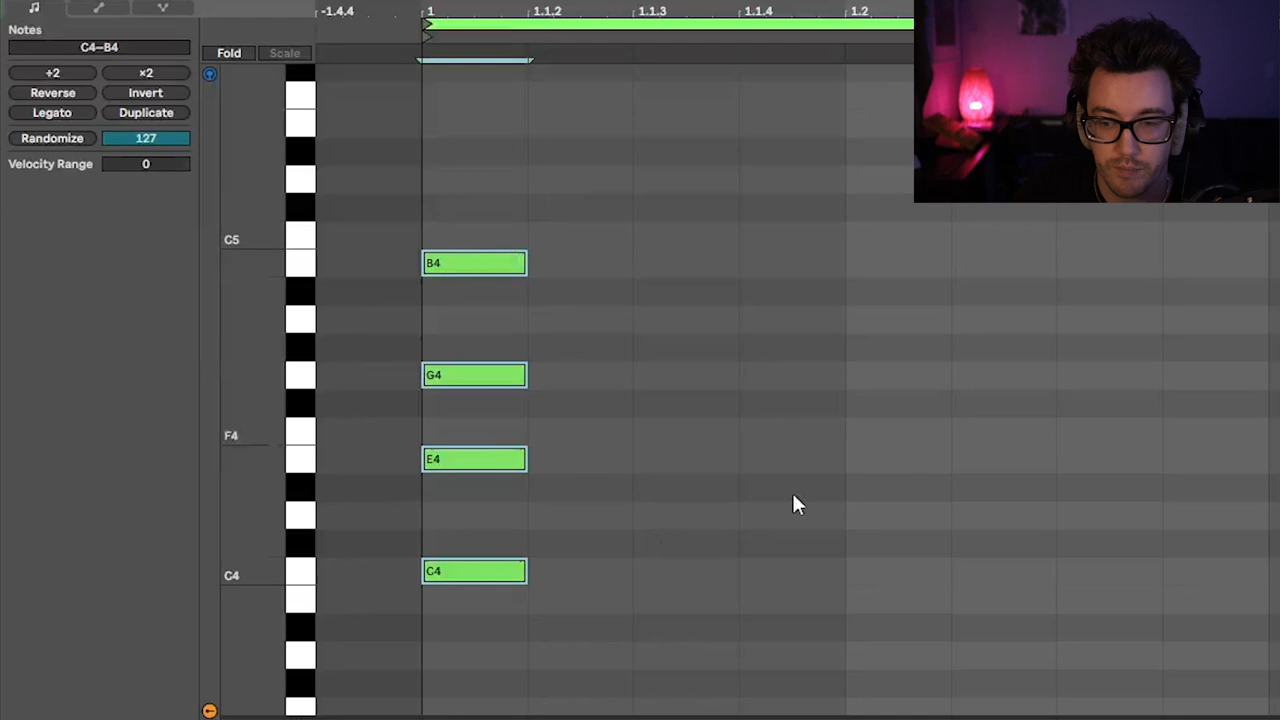 -1.4.4 1 1.1.2 1.1.3 1.1.4 1.2
Notes
C4–B4
Fold Scale
÷2 ×2
Reverse Invert
Legato Duplicate
Randomize 127
Velocity Range 0
C5
B4
G4
F4
E4
C4
C4